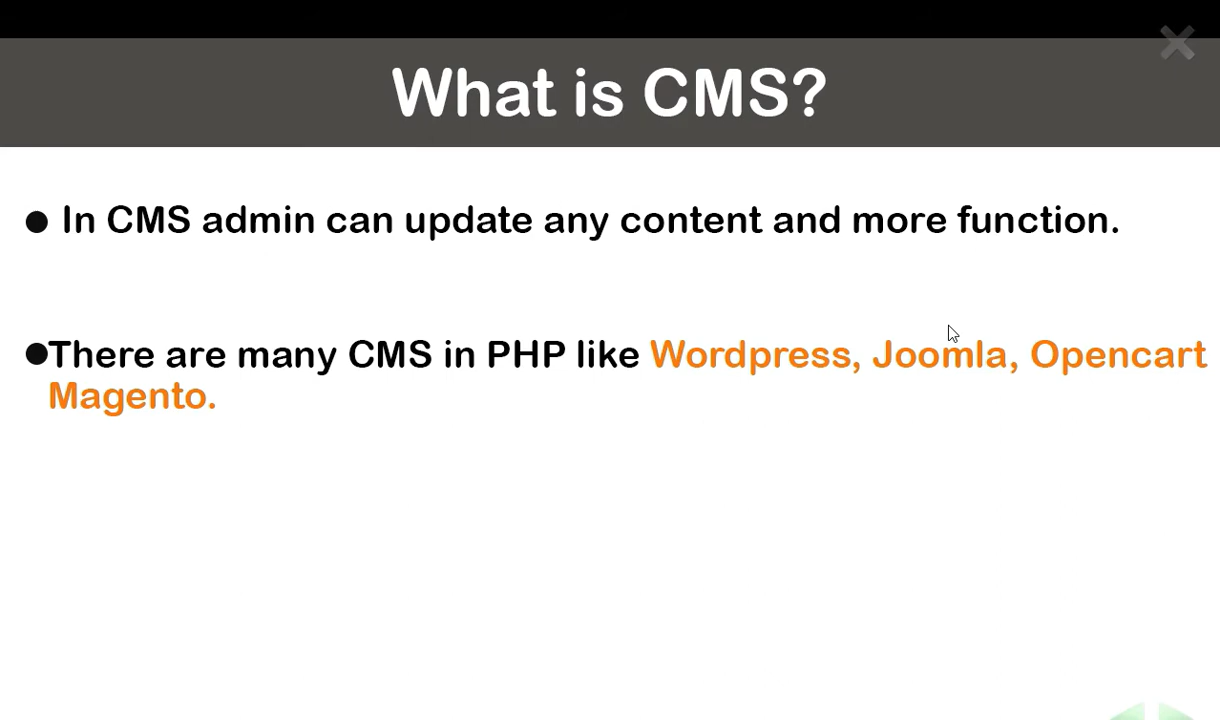 What is CMS?
● In CMS admin can update any content and more function.
●There are many CMS in PHP like Wordpress, Joomla, Opencart
Magento.